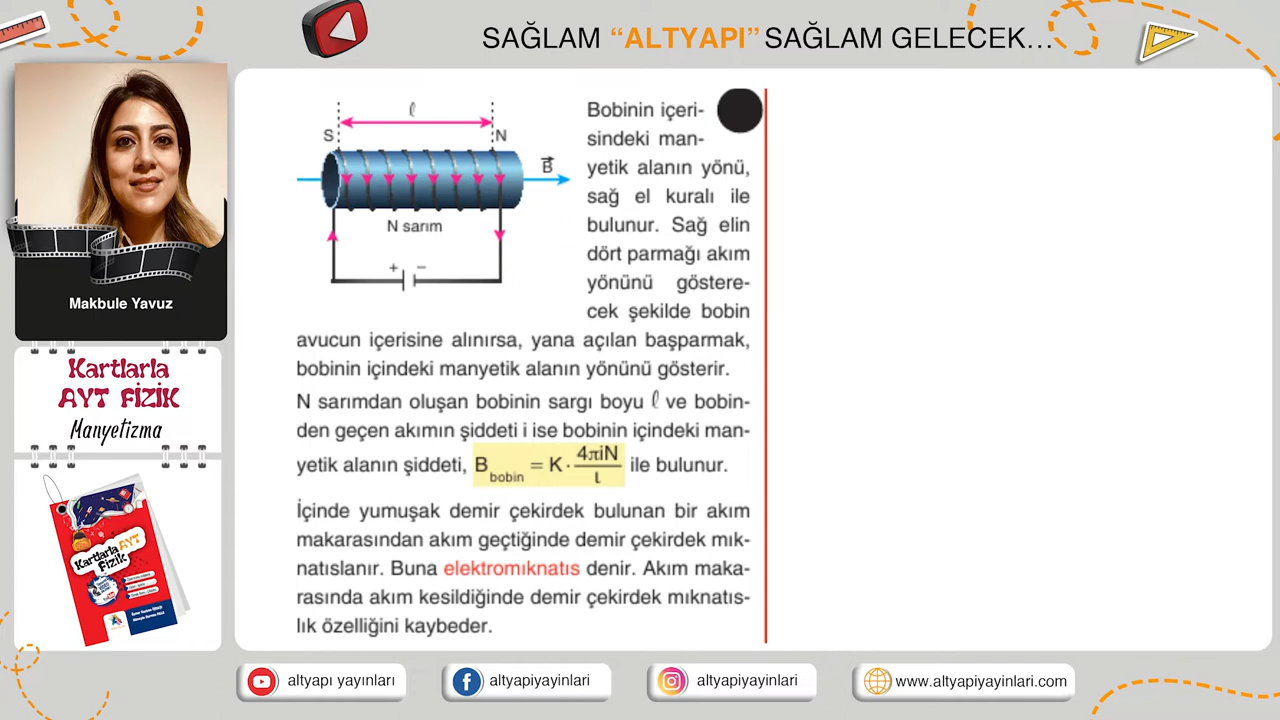 SAĞLAM “ALTYAPI” SAĞLAM GELECEK...
Makbule Yavuz
Kartlarla
AYT FİZİK
Manyetizma
Kartlarla AYT
Fizik
ℓ
S
N
B
N sarım
+ −
Bobinin içeri-
sindeki man-
yetik alanın yönü,
sağ el kuralı ile
bulunur. Sağ elin
dört parmağı akım
yönünü göstere-
cek şekilde bobin
avucun içerisine alınırsa, yana açılan başparmak,
bobinin içindeki manyetik alanın yönünü gösterir.
N sarımdan oluşan bobinin sargı boyu ℓ ve bobin-
den geçen akımın şiddeti i ise bobinin içindeki man-
yetik alanın şiddeti, B bobin = K · 4πiN / ι ile bulunur.
İçinde yumuşak demir çekirdek bulunan bir akım
makarasından akım geçtiğinde demir çekirdek mık-
natıslanır. Buna elektromıknatıs denir. Akım maka-
rasında akım kesildiğinde demir çekirdek mıknatıs-
lık özelliğini kaybeder.
altyapı yayınları
altyapiyayinlari
altyapiyayinlari
www.altyapiyayinlari.com